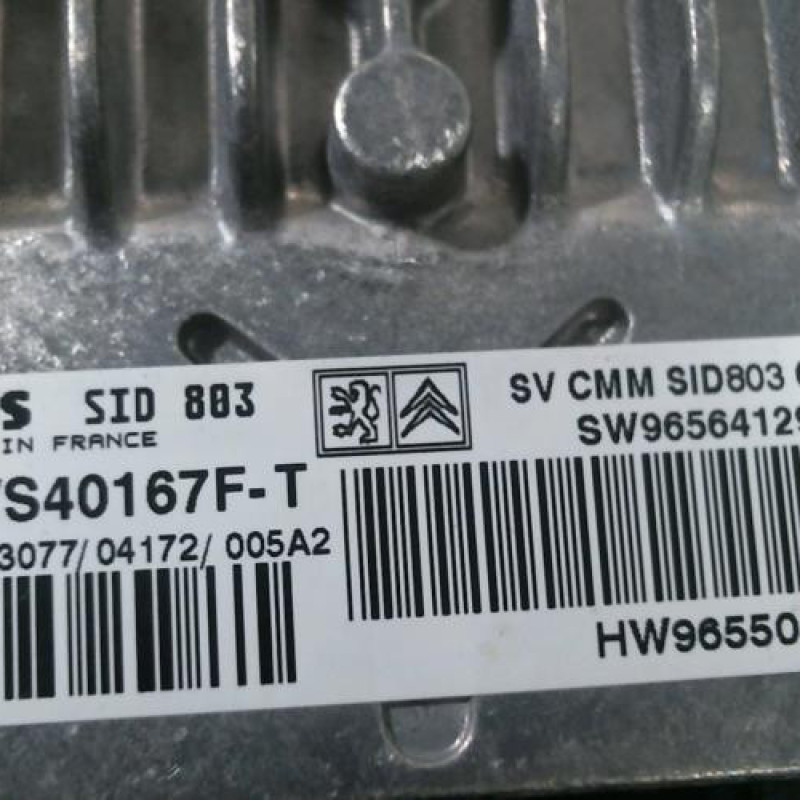 SID 803
IN FRANCE
S40167F-T
3077/04172/005A2
SV CMM SID803
SW96564129
HW96550